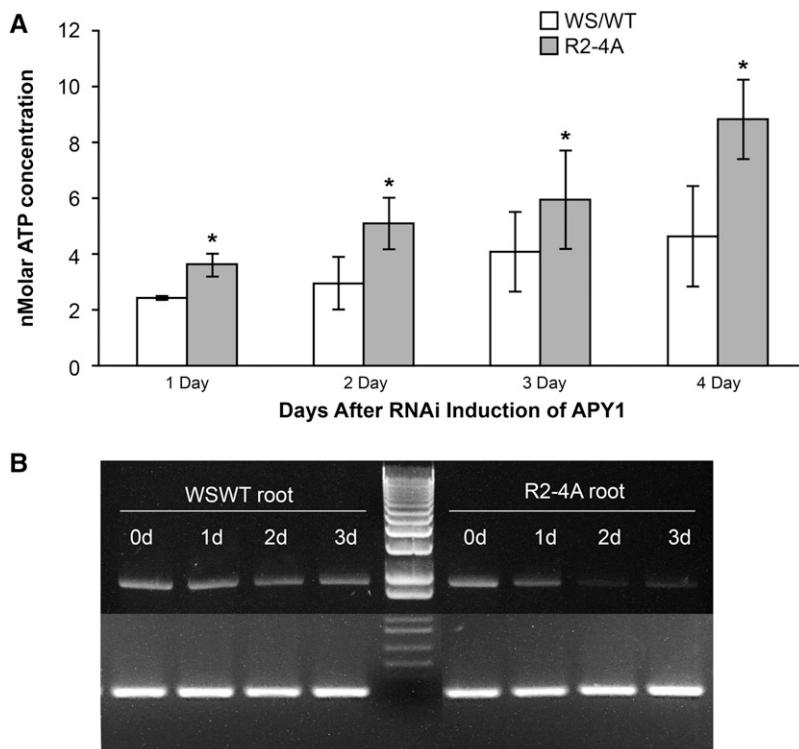 A
WS/WT
R2-4A
12
10
8
6
4
2
0
nMolar ATP concentration
*
*
*
*
1 Day
2 Day
3 Day
4 Day
Days After RNAi Induction of APY1
B
WSWT root
R2-4A root
0d 1d 2d 3d
0d 1d 2d 3d